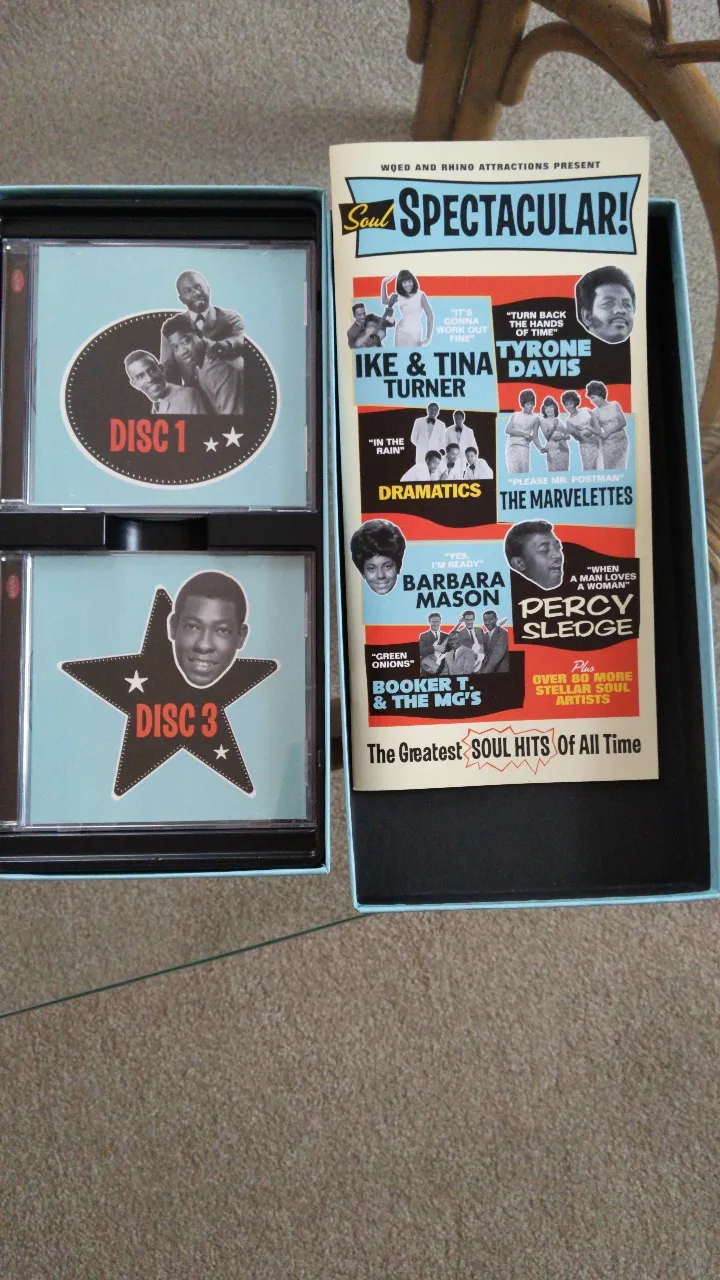 DISC 1
DISC 3
WQED AND RHINO ATTRACTIONS PRESENT
Soul SPECTACULAR!
"IT'S
GONNA
WORK OUT
FINE"
IKE & TINA
TURNER
"TURN BACK
THE HANDS
OF TIME"
TYRONE
DAVIS
"IN THE
RAIN"
DRAMATICS
"PLEASE MR. POSTMAN"
THE MARVELETTES
"YES,
I'M READY"
BARBARA
MASON
"WHEN
A MAN LOVES
A WOMAN"
PERCY
SLEDGE
"GREEN
ONIONS"
BOOKER T.
& THE MG'S
Plus
OVER 80 MORE
STELLAR SOUL
ARTISTS
The Greatest SOUL HITS Of All Time